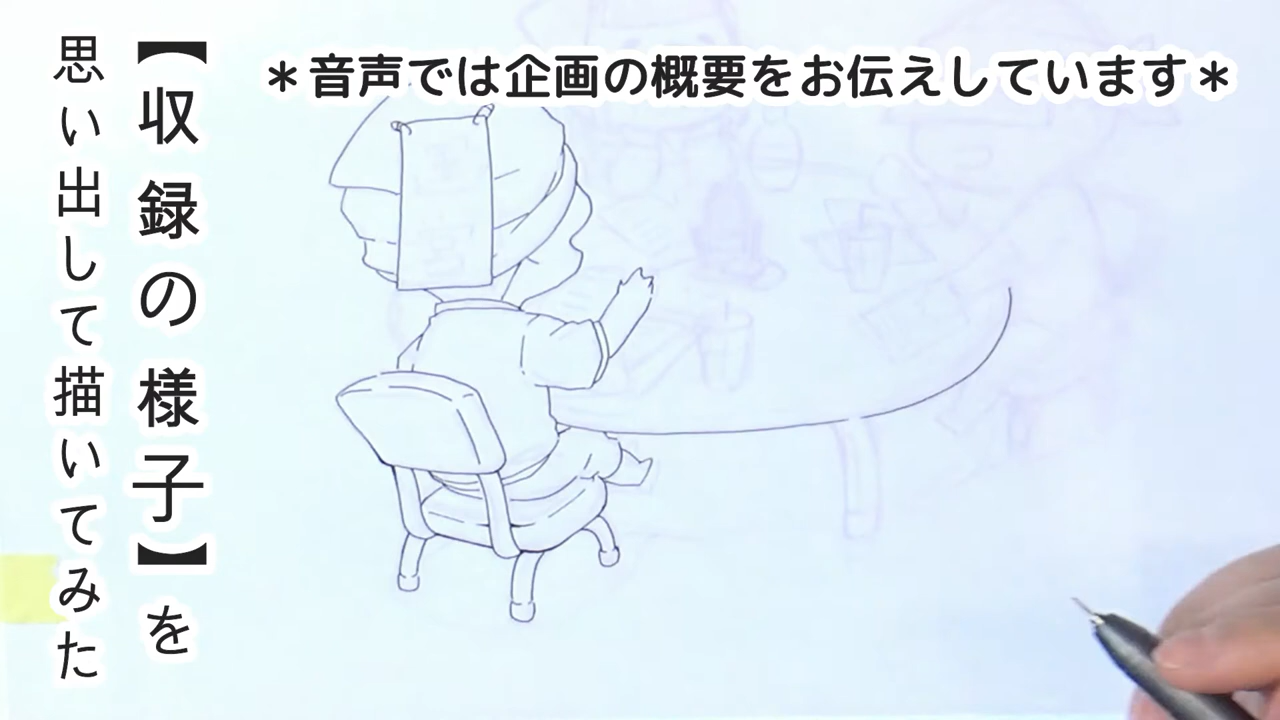 【収録の様子】を
思い出して描いてみた
＊音声では企画の概要をお伝えしています＊